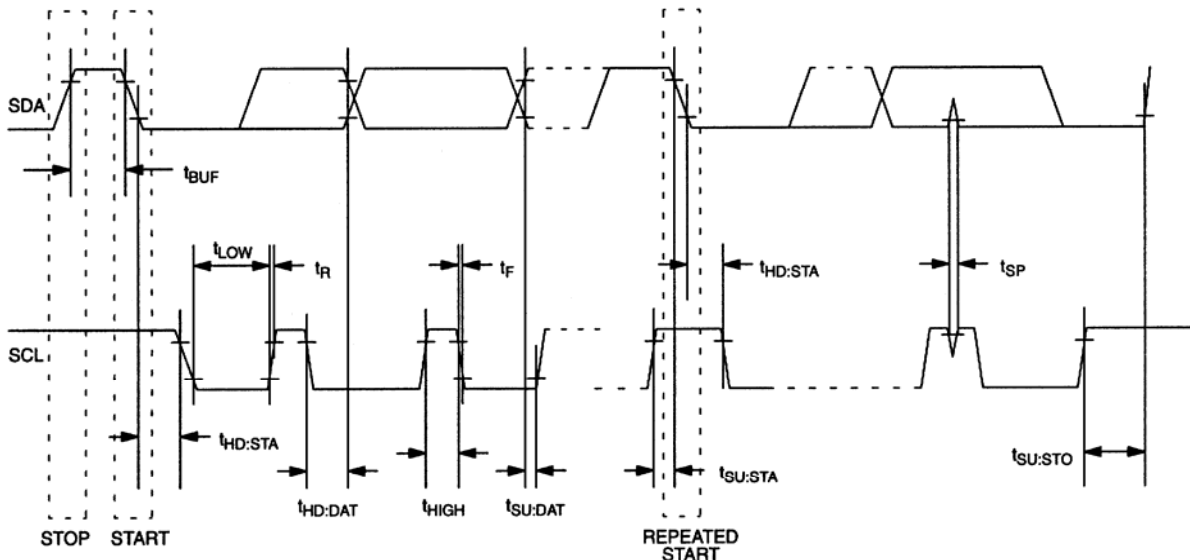 SDA
tBUF
tLOW
tR
tF
tHD:STA
tSP
SCL
tHD:STA
tHD:DAT
tHIGH
tSU:DAT
tSU:STA
tSU:STO
STOP
START
REPEATED
START